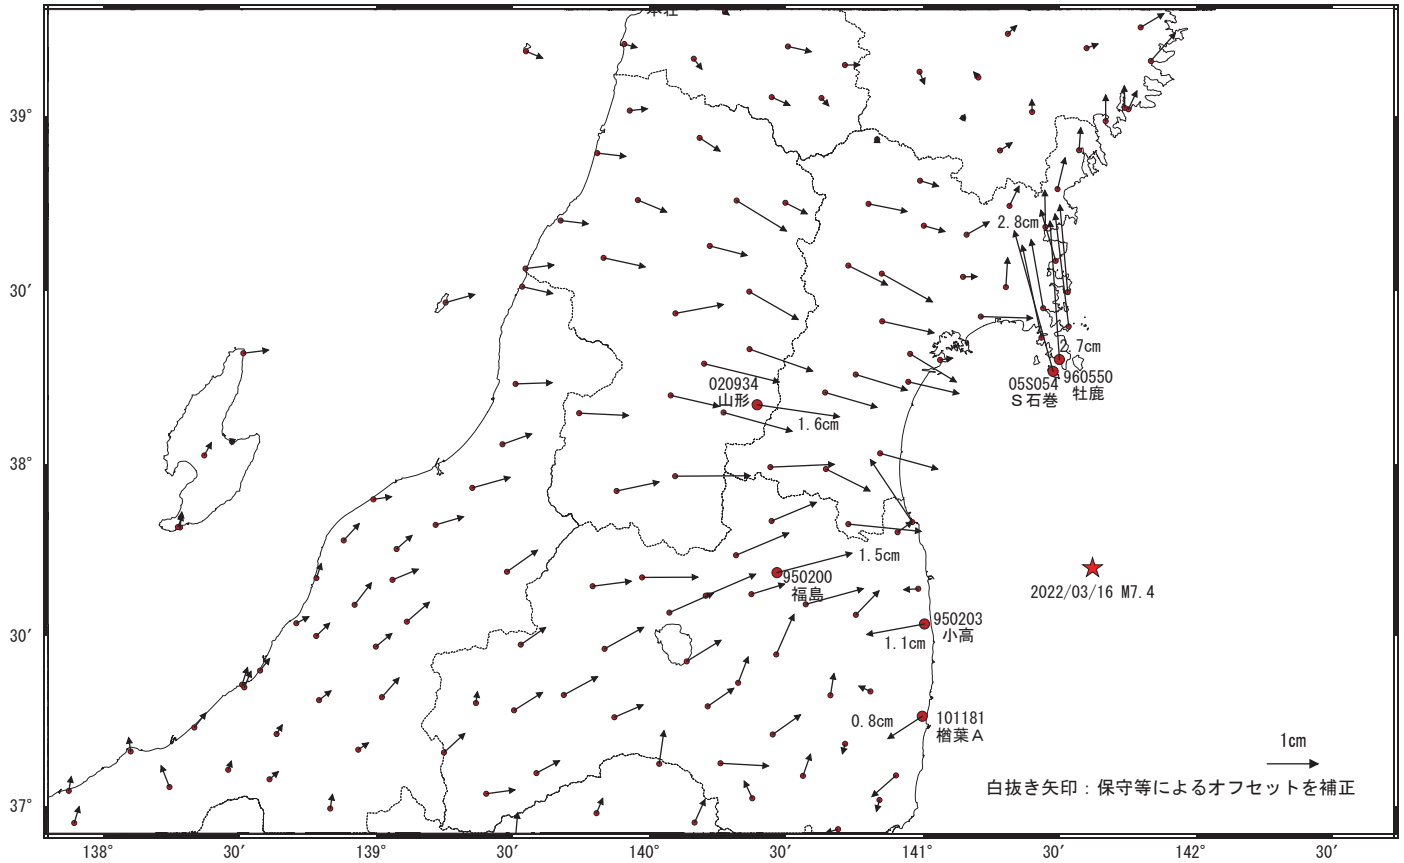 本荘
39°
2.8cm
30′
2.7cm
020934
山形
05S054
S石巻
960550
牡鹿
1.6cm
38°
1.5cm
950200
福島
2022/03/16 M7.4
30′
950203
小高
1.1cm
0.8cm
101181
楢葉A
1cm
白抜き矢印：保守等によるオフセットを補正
37°
138°
30′
139°
30′
140°
30′
141°
30′
142°
30′